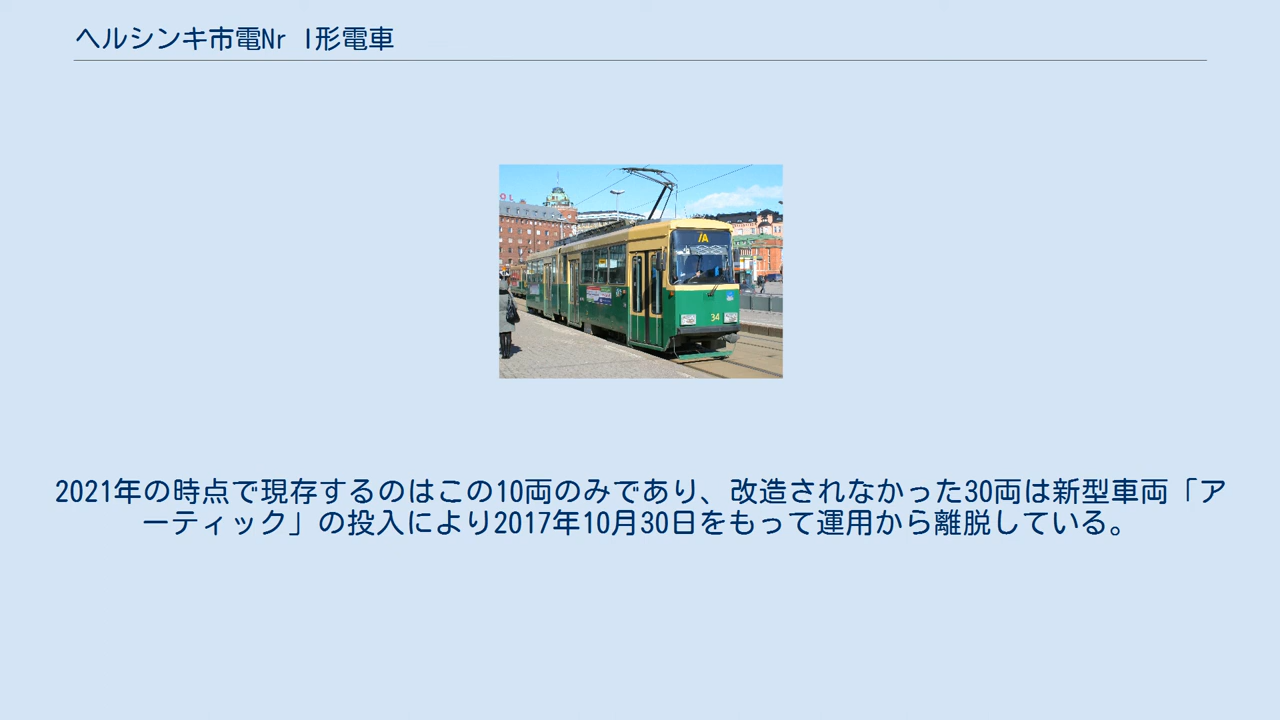 ヘルシンキ市電Nr I形電車
34
2021年の時点で現存するのはこの10両のみであり、改造されなかった30両は新型車両「ア
ーティック」の投入により2017年10月30日をもって運用から離脱している。